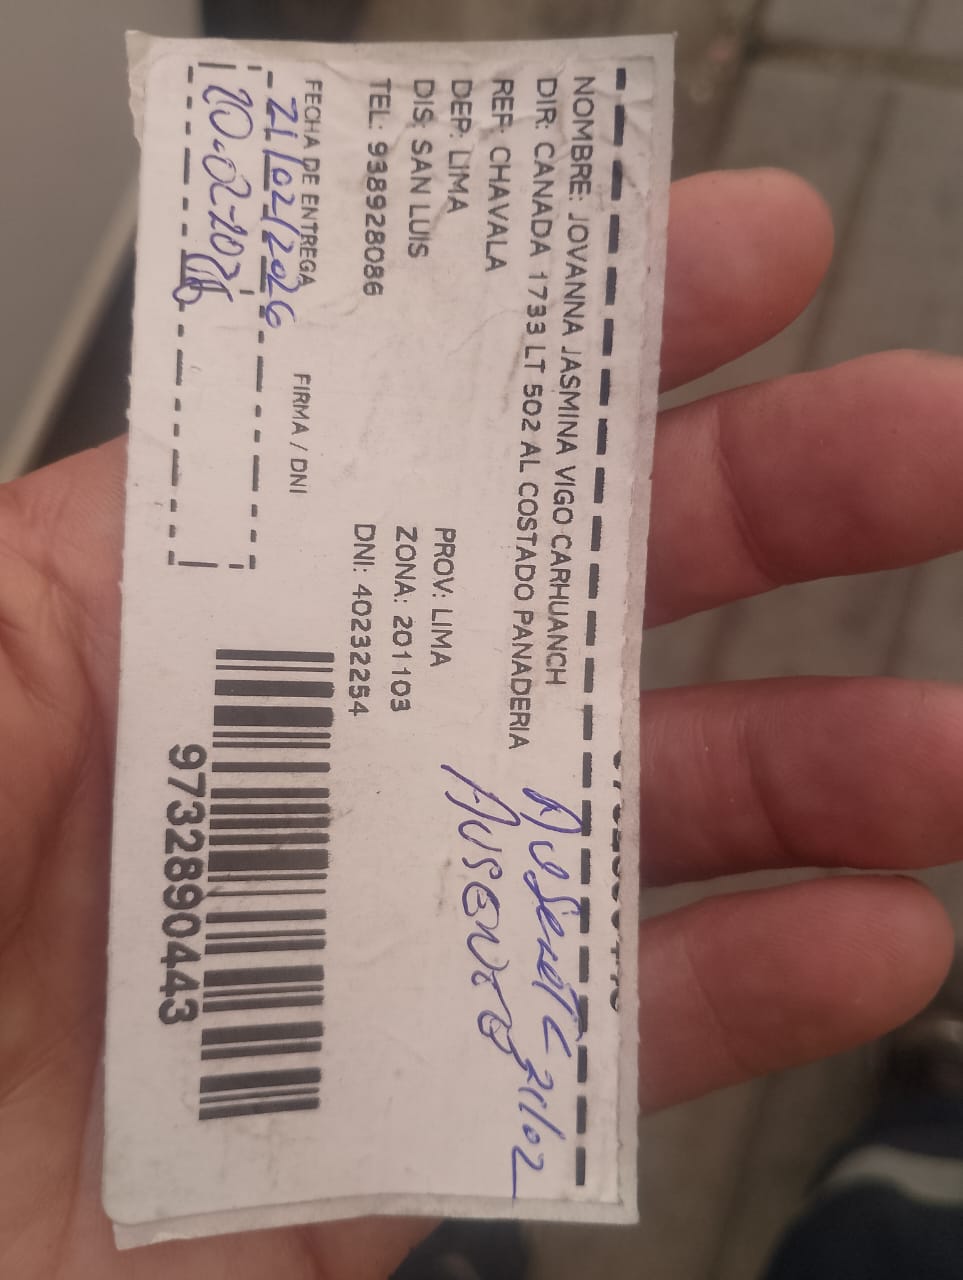 NOMBRE: JOVANNA JASMINA VIGO CARHUANCH
DIR: CANADA 1733 LT 502 AL COSTADO PANADERIA
REF: CHAVALA
DEP: LIMA PROV: LIMA
DIS: SAN LUIS ZONA: 201103
TEL: 938928086 DNI: 40232254
Ausente 21/02
Ausente
FECHA DE ENTREGA FIRMA / DNI
21/02/2026
20-02-2026
9732890443